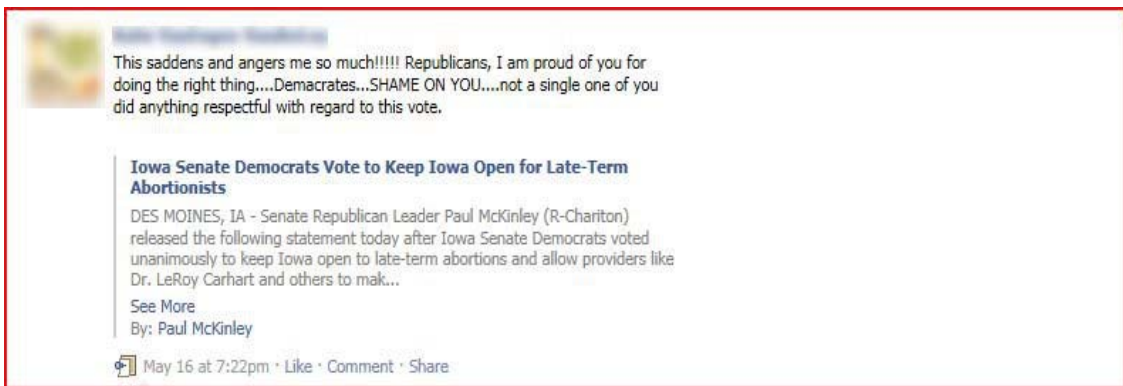 This saddens and angers me so much!!!!! Republicans, I am proud of you for
doing the right thing....Demacrates...SHAME ON YOU....not a single one of you
did anything respectful with regard to this vote.
Iowa Senate Democrats Vote to Keep Iowa Open for Late-Term
Abortionists
DES MOINES, IA - Senate Republican Leader Paul McKinley (R-Chariton)
released the following statement today after Iowa Senate Democrats voted
unanimously to keep Iowa open to late-term abortions and allow providers like
Dr. LeRoy Carhart and others to mak...
See More
By: Paul McKinley
May 16 at 7:22pm · Like · Comment · Share